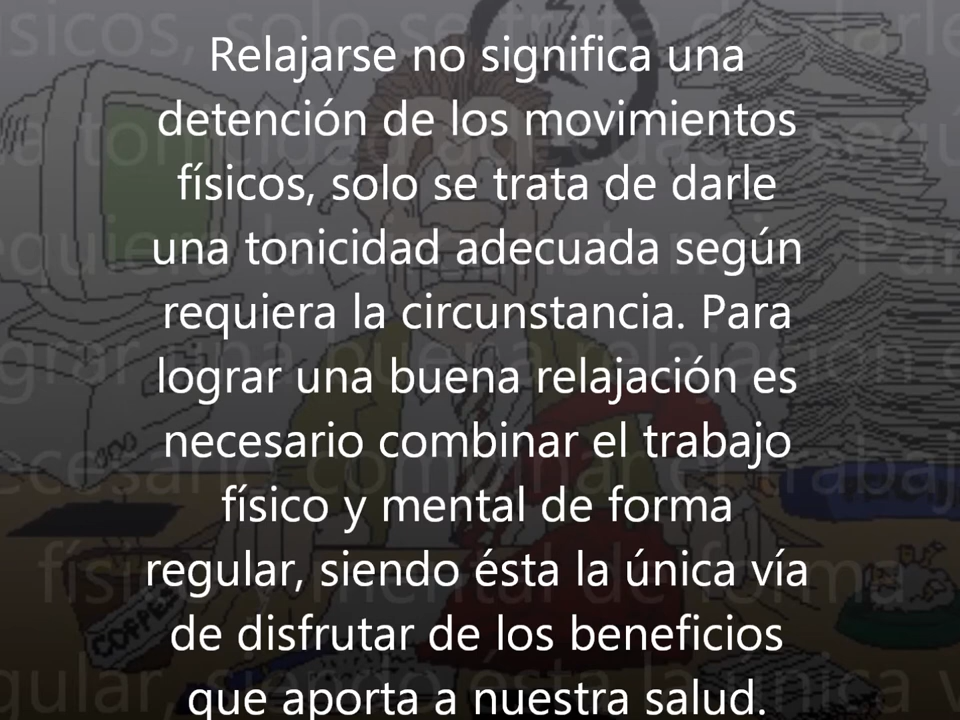 Relajarse no significa una
detención de los movimientos
físicos, solo se trata de darle
una tonicidad adecuada según
requiera la circunstancia. Para
lograr una buena relajación es
necesario combinar el trabajo
físico y mental de forma
regular, siendo ésta la única vía
de disfrutar de los beneficios
que aporta a nuestra salud.
COFFEE